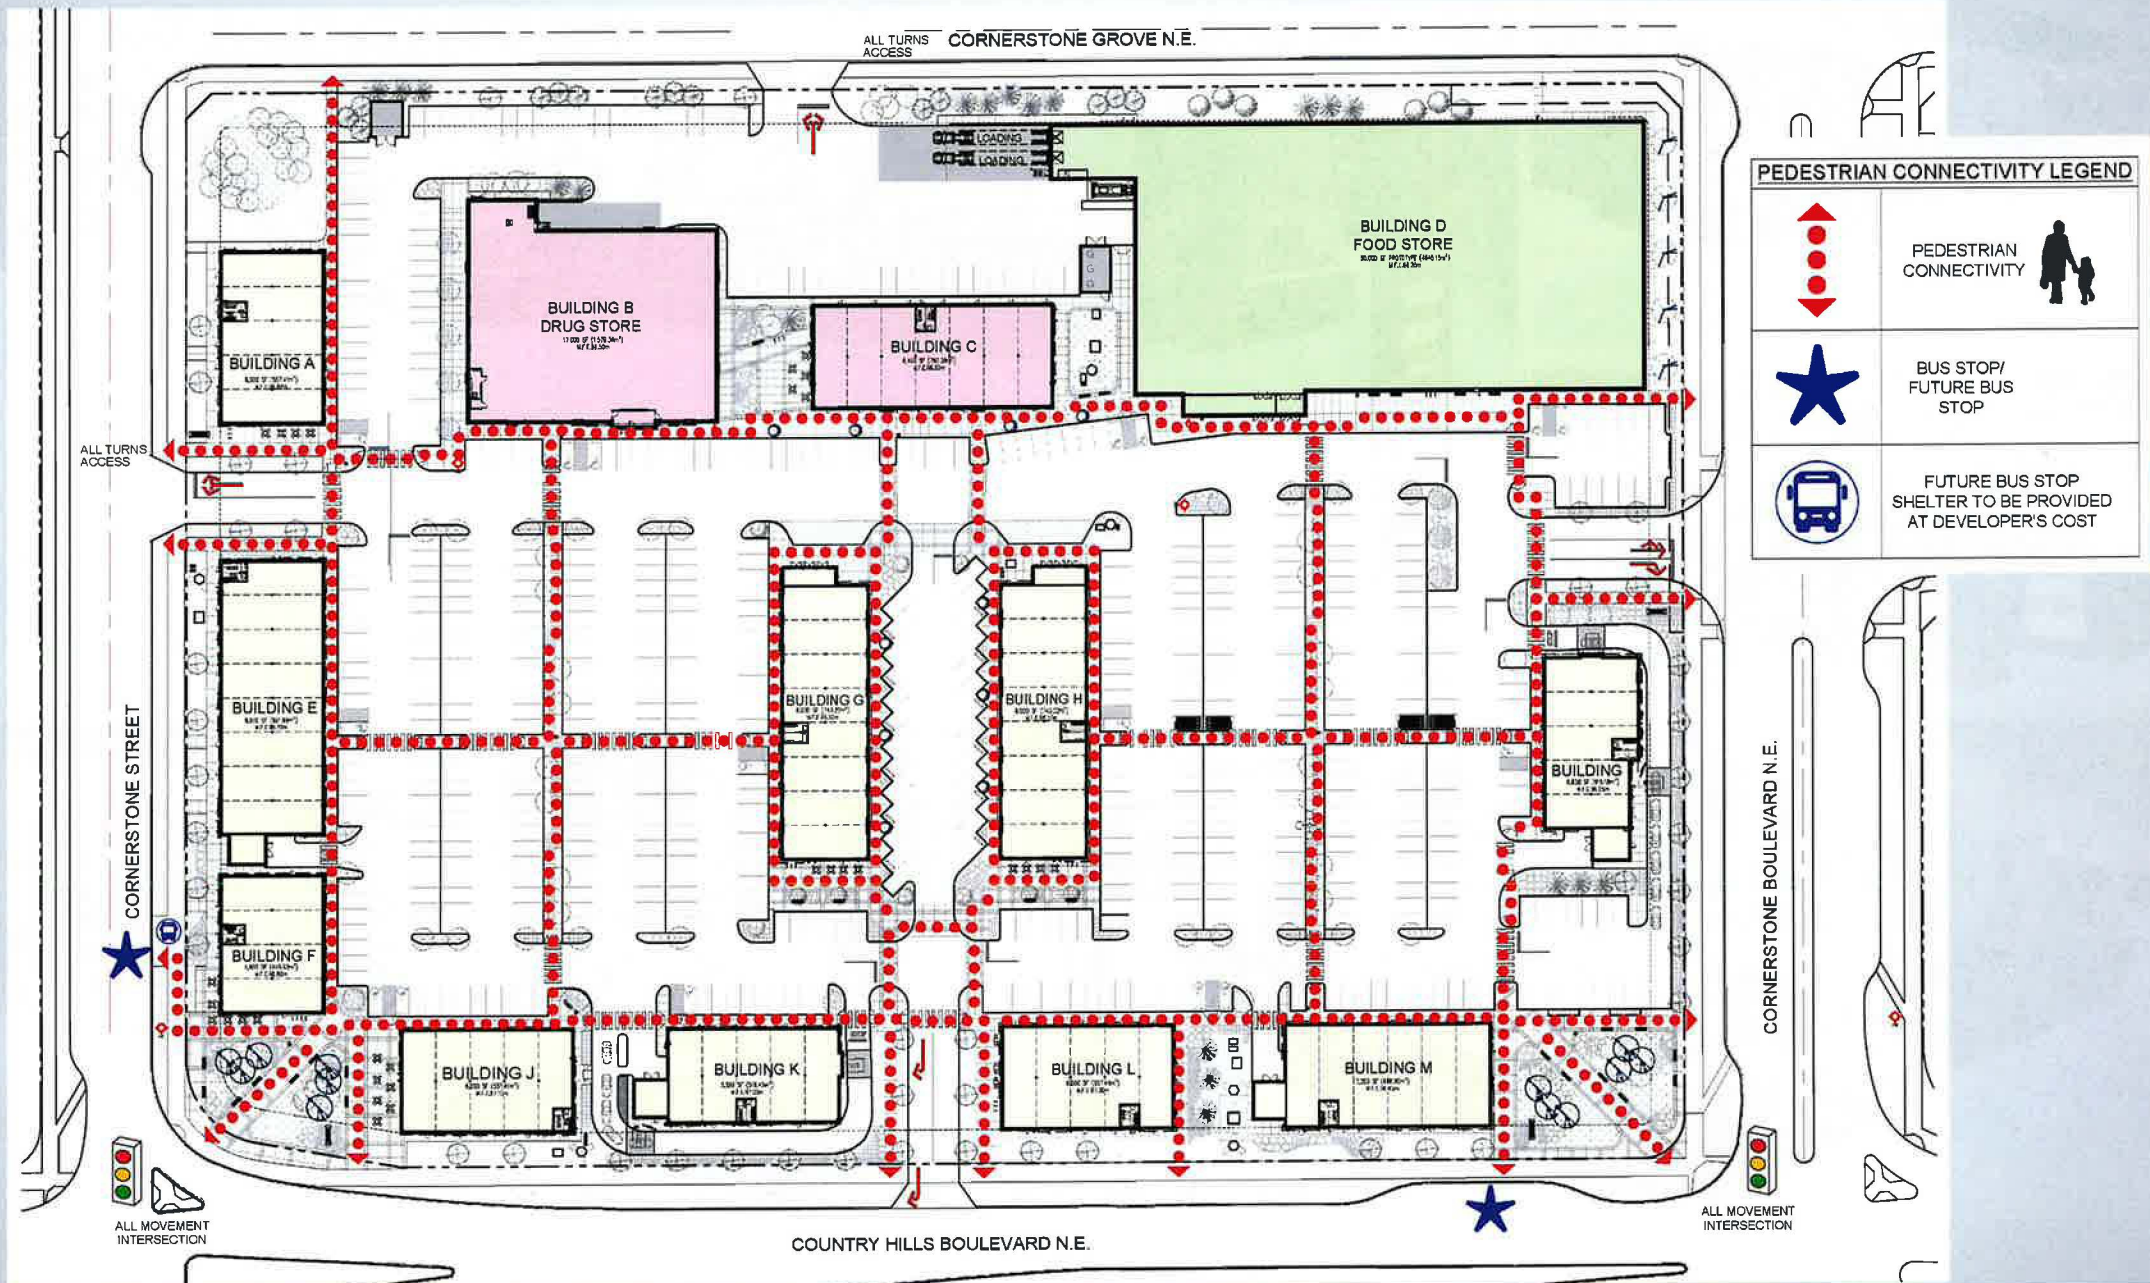 ALL TURNS
ACCESS
CORNERSTONE GROVE N.E.
LOADING
LOADING
PEDESTRIAN CONNECTIVITY LEGEND
PEDESTRIAN
CONNECTIVITY
BUS STOP/
FUTURE BUS
STOP
FUTURE BUS STOP
SHELTER TO BE PROVIDED
AT DEVELOPER'S COST
BUILDING D
FOOD STORE
BUILDING B
DRUG STORE
BUILDING C
BUILDING A
ALL TURNS
ACCESS
BUILDING E
BUILDING G
BUILDING H
BUILDING
CORNERSTONE STREET
CORNERSTONE BOULEVARD N.E.
BUILDING F
BUILDING J
BUILDING K
BUILDING L
BUILDING M
ALL MOVEMENT
INTERSECTION
ALL MOVEMENT
INTERSECTION
COUNTRY HILLS BOULEVARD N.E.